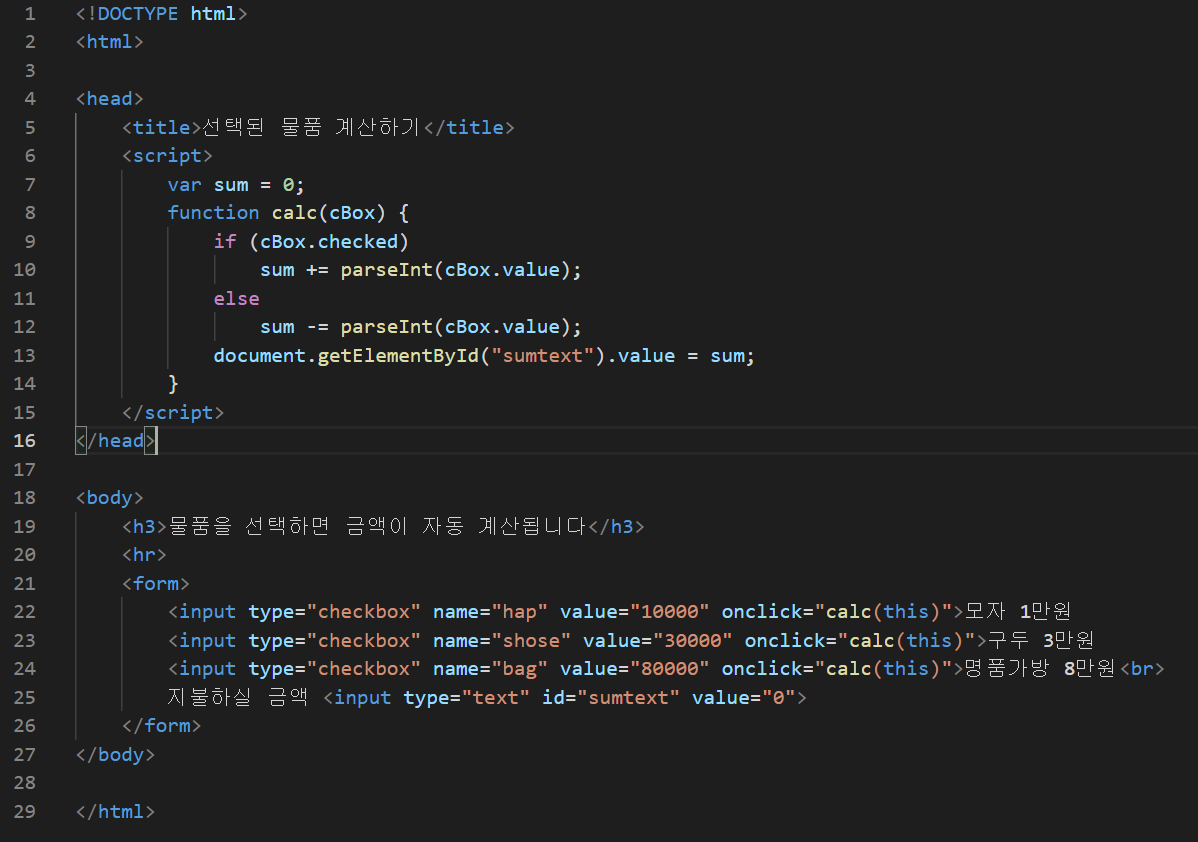 1 <!DOCTYPE html>
2 <html>
3
4 <head>
5 <title>선택된 물품 계산하기</title>
6 <script>
7 var sum = 0;
8 function calc(cBox) {
9 if (cBox.checked)
10 sum += parseInt(cBox.value);
11 else
12 sum -= parseInt(cBox.value);
13 document.getElementById("sumtext").value = sum;
14 }
15 </script>
16 </head>
17
18 <body>
19 <h3>물품을 선택하면 금액이 자동 계산됩니다</h3>
20 <hr>
21 <form>
22 <input type="checkbox" name="hap" value="10000" onclick="calc(this)">모자 1만원
23 <input type="checkbox" name="shose" value="30000" onclick="calc(this)">구두 3만원
24 <input type="checkbox" name="bag" value="80000" onclick="calc(this)">명품가방 8만원<br>
25 지불하실 금액 <input type="text" id="sumtext" value="0">
26 </form>
27 </body>
28
29 </html>